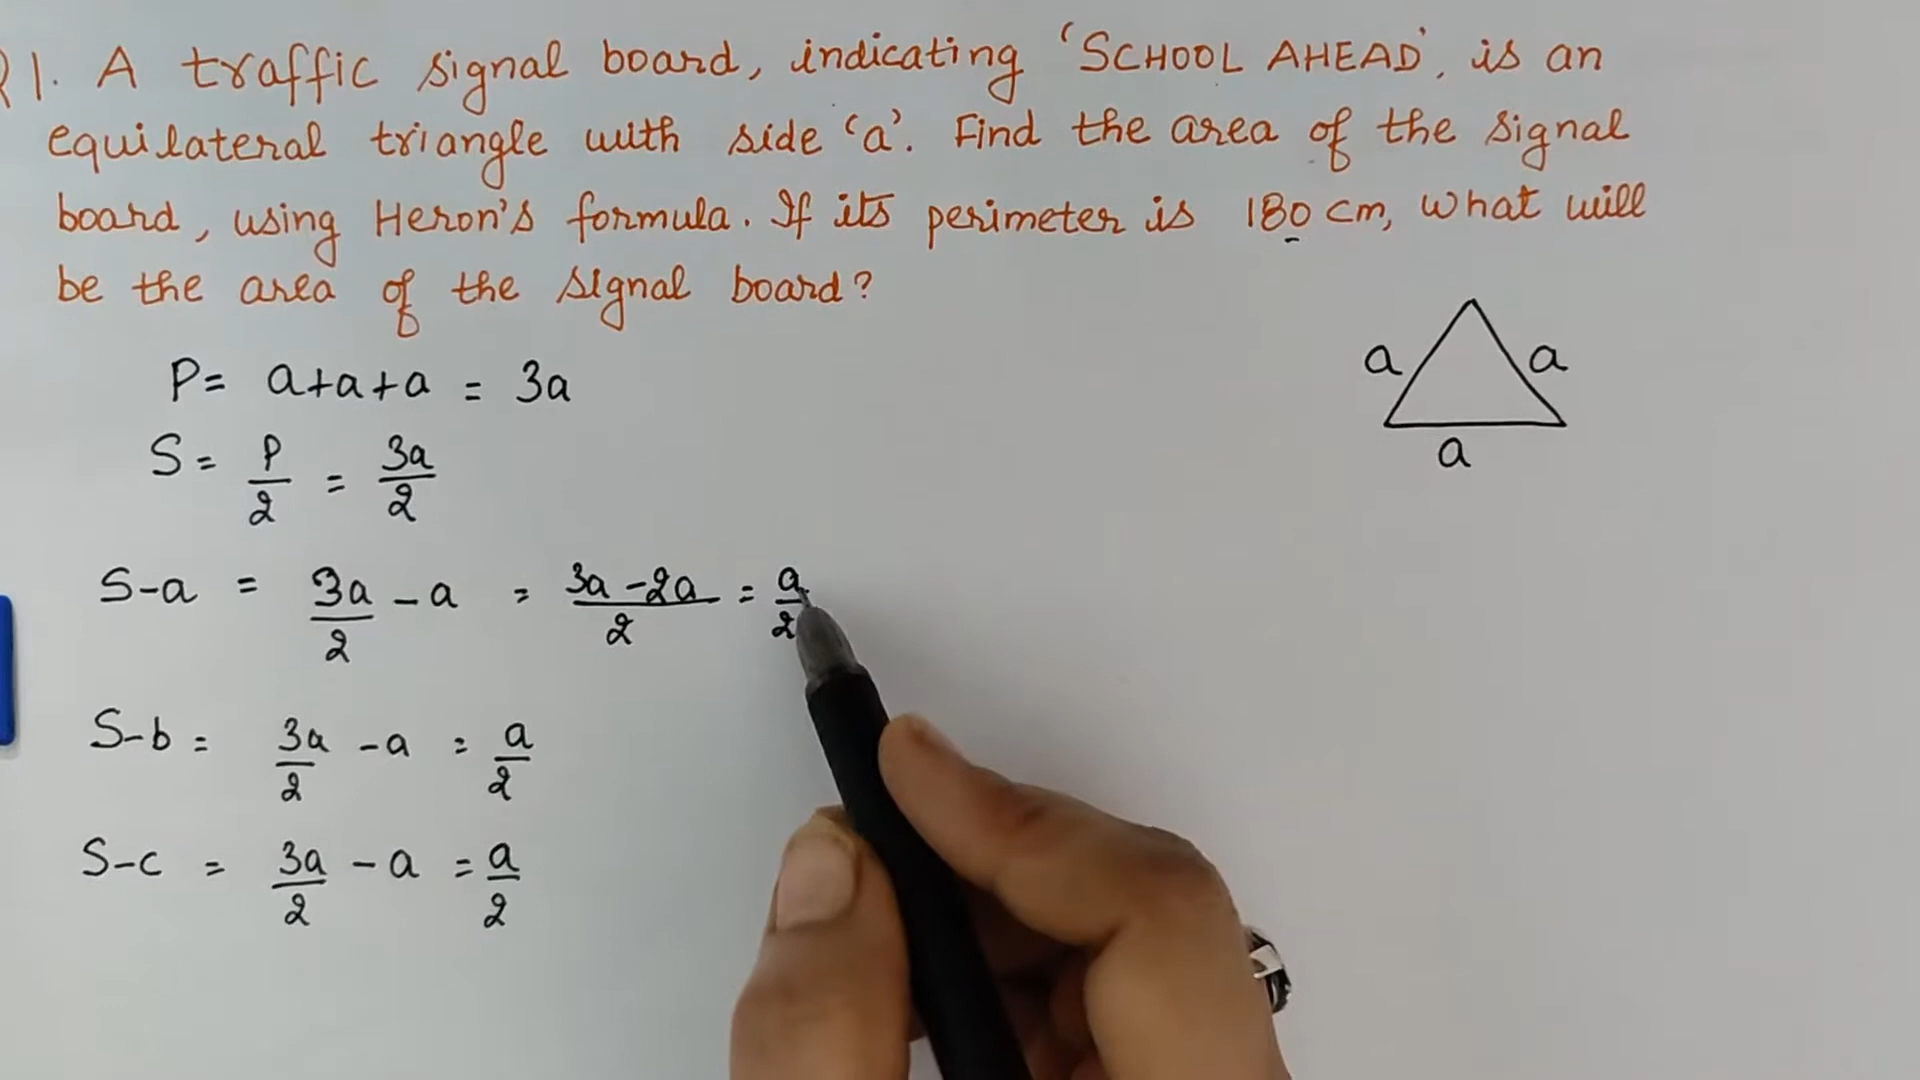 Q1. A traffic signal board, indicating 'SCHOOL AHEAD', is an
equilateral triangle with side 'a'. Find the area of the signal
board, using Heron's formula. If its perimeter is 180 cm, what will
be the area of the signal board?
P = a+a+a = 3a
S = P/2 = 3a/2
a a
a
S-a = 3a/2 - a = 3a-2a/2 = a/2
S-b = 3a/2 - a = a/2
S-c = 3a/2 - a = a/2